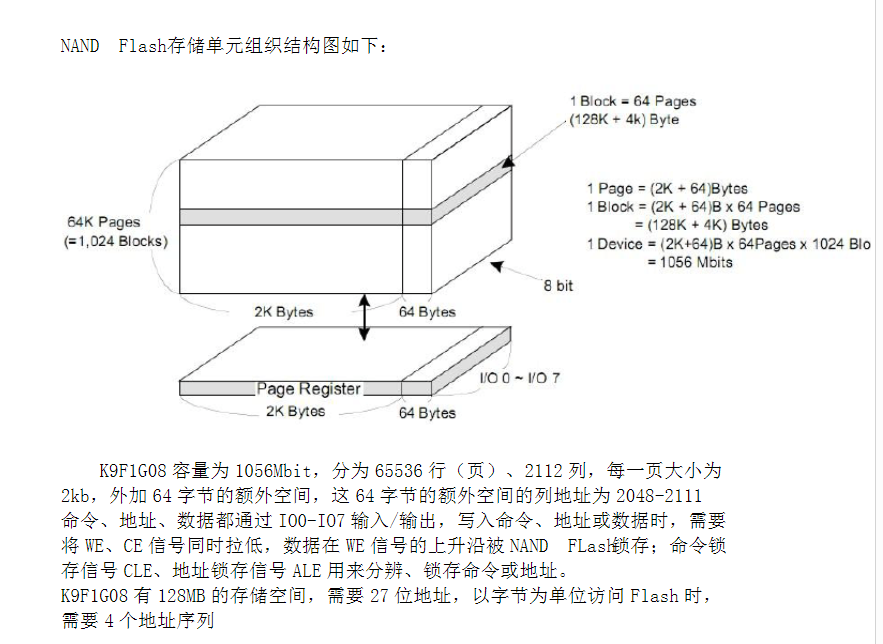 NAND Flash存储单元组织结构图如下:
1 Block = 64 Pages
(128K + 4k) Byte
1 Page = (2K + 64)Bytes
1 Block = (2K + 64)B x 64 Pages
= (128K + 4K) Bytes
1 Device = (2K+64)B x 64Pages x 1024 Blo
= 1056 Mbits
64K Pages
(=1,024 Blocks)
8 bit
2K Bytes
64 Bytes
Page Register
I/O 0 ~ I/O 7
2K Bytes
64 Bytes
K9F1G08 容量为 1056Mbit, 分为 65536 行（页）、2112 列, 每一页大小为
2kb, 外加 64 字节的额外空间, 这 64 字节的额外空间的列地址为 2048-2111
命令、地址、数据都通过 IO0-IO7 输入/输出, 写入命令、地址或数据时, 需要
将 WE、CE 信号同时拉低, 数据在 WE 信号的上升沿被 NAND FLash锁存; 命令锁
存信号 CLE、地址锁存信号 ALE 用来分辨、锁存命令或地址。
K9F1G08 有 128MB 的存储空间, 需要 27 位地址, 以字节为单位访问 Flash 时,
需要 4 个地址序列